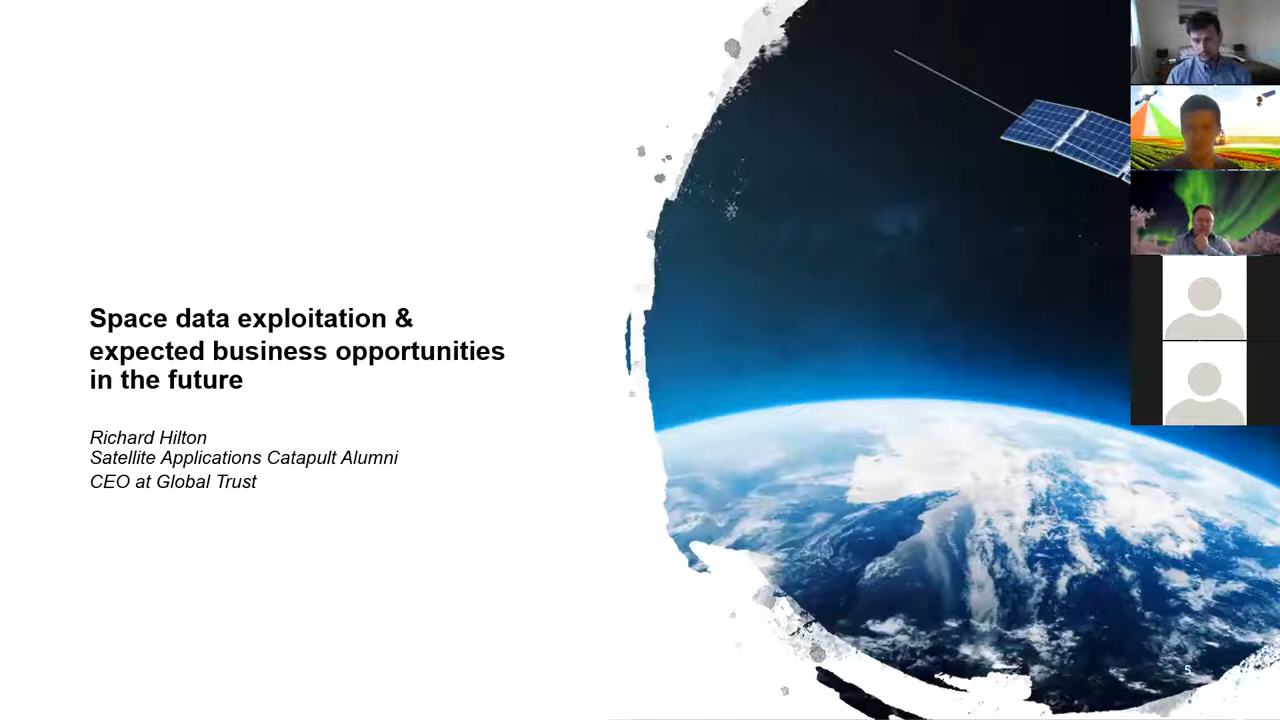 Space data exploitation &
expected business opportunities
in the future
Richard Hilton
Satellite Applications Catapult Alumni
CEO at Global Trust
5